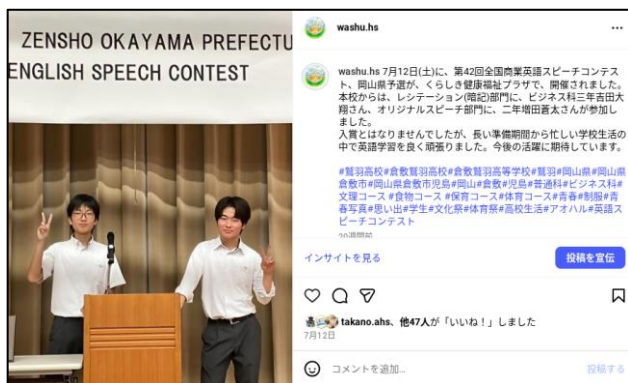 ZENSHO OKAYAMA PREFECTU
ENGLISH SPEECH CONTEST
washu.hs
washu.hs 7月12日(土)に、第42回全国商業英語スピーチコンテス
ト、岡山県予選が、くらしき健康福祉プラザで、開催されました。
本校からは、レシテーション(暗記)部門に、ビジネス科三年吉田大
翔さん、オリジナルスピーチ部門に、二年増田蒼太さんが参加し
ました。
入賞とはなりませんでしたが、長い準備期間から忙しい学校生活の
中で英語学習を良く頑張りました。今後の活躍に期待しています。
#鷲羽高校#倉敷鷲羽高校#倉敷鷲羽高等学校#鷲羽#岡山県#岡山県
倉敷市#岡山県倉敷市児島#岡山#倉敷#児島#普通科#ビジネス科#
文理コース #食物コース #保育コース#体育コース#青春#制服#青
春写真#思い出#学生#文化祭#体育祭#高校生活#アオハル#英語ス
ピーチコンテスト
20週間前
インサイトを見る
投稿を宣伝
takano.ahs、他47人が「いいね！」しました
7月12日
コメントを追加...
投稿する